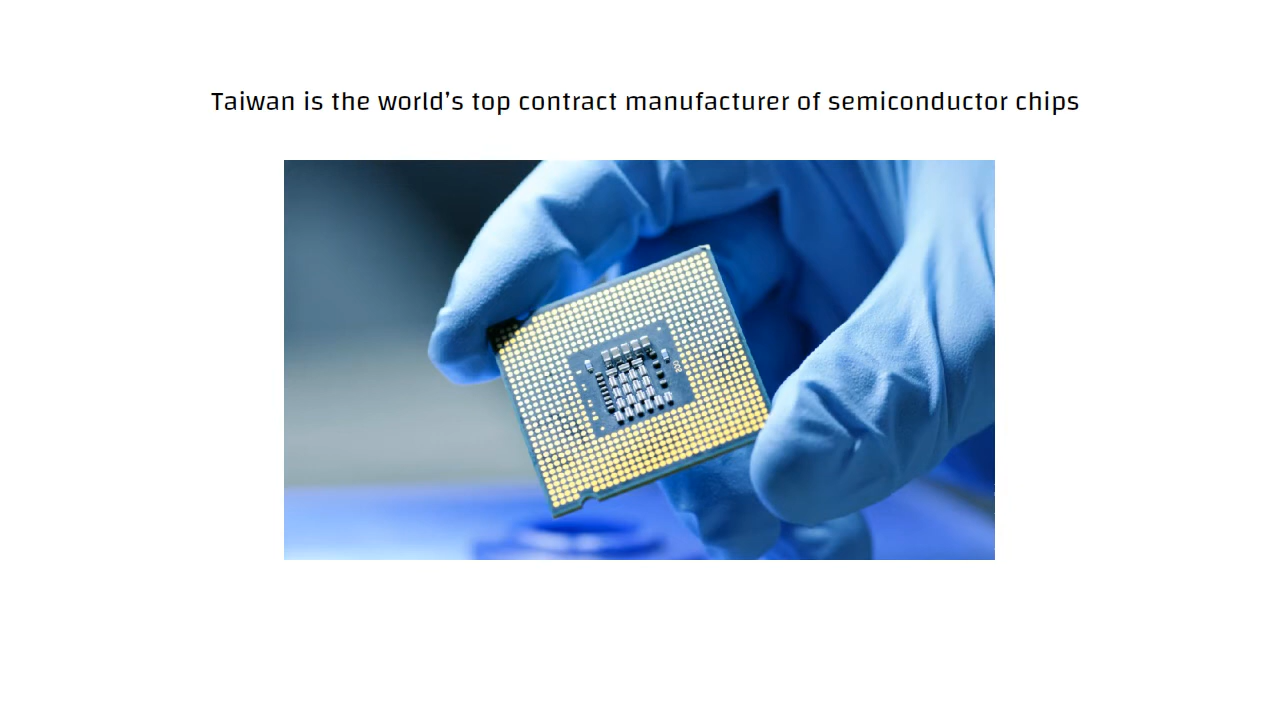 Taiwan is the world's top contract manufacturer of semiconductor chips